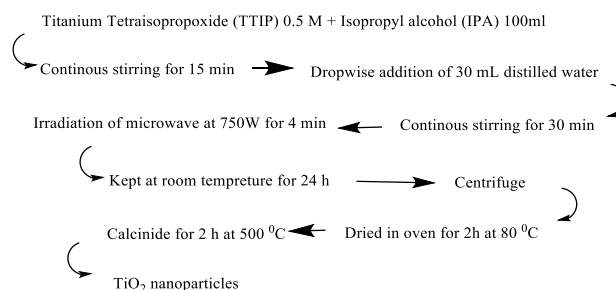 Titanium Tetraisopropoxide (TTIP) 0.5 M + Isopropyl alcohol (IPA) 100ml
Continous stirring for 15 min
Dropwise addition of 30 mL distilled water
Continous stirring for 30 min
Irradiation of microwave at 750W for 4 min
Kept at room tempreture for 24 h
Centrifuge
Dried in oven for 2h at 80 ⁰C
Calcinide for 2 h at 500 ⁰C
TiO₂ nanoparticles